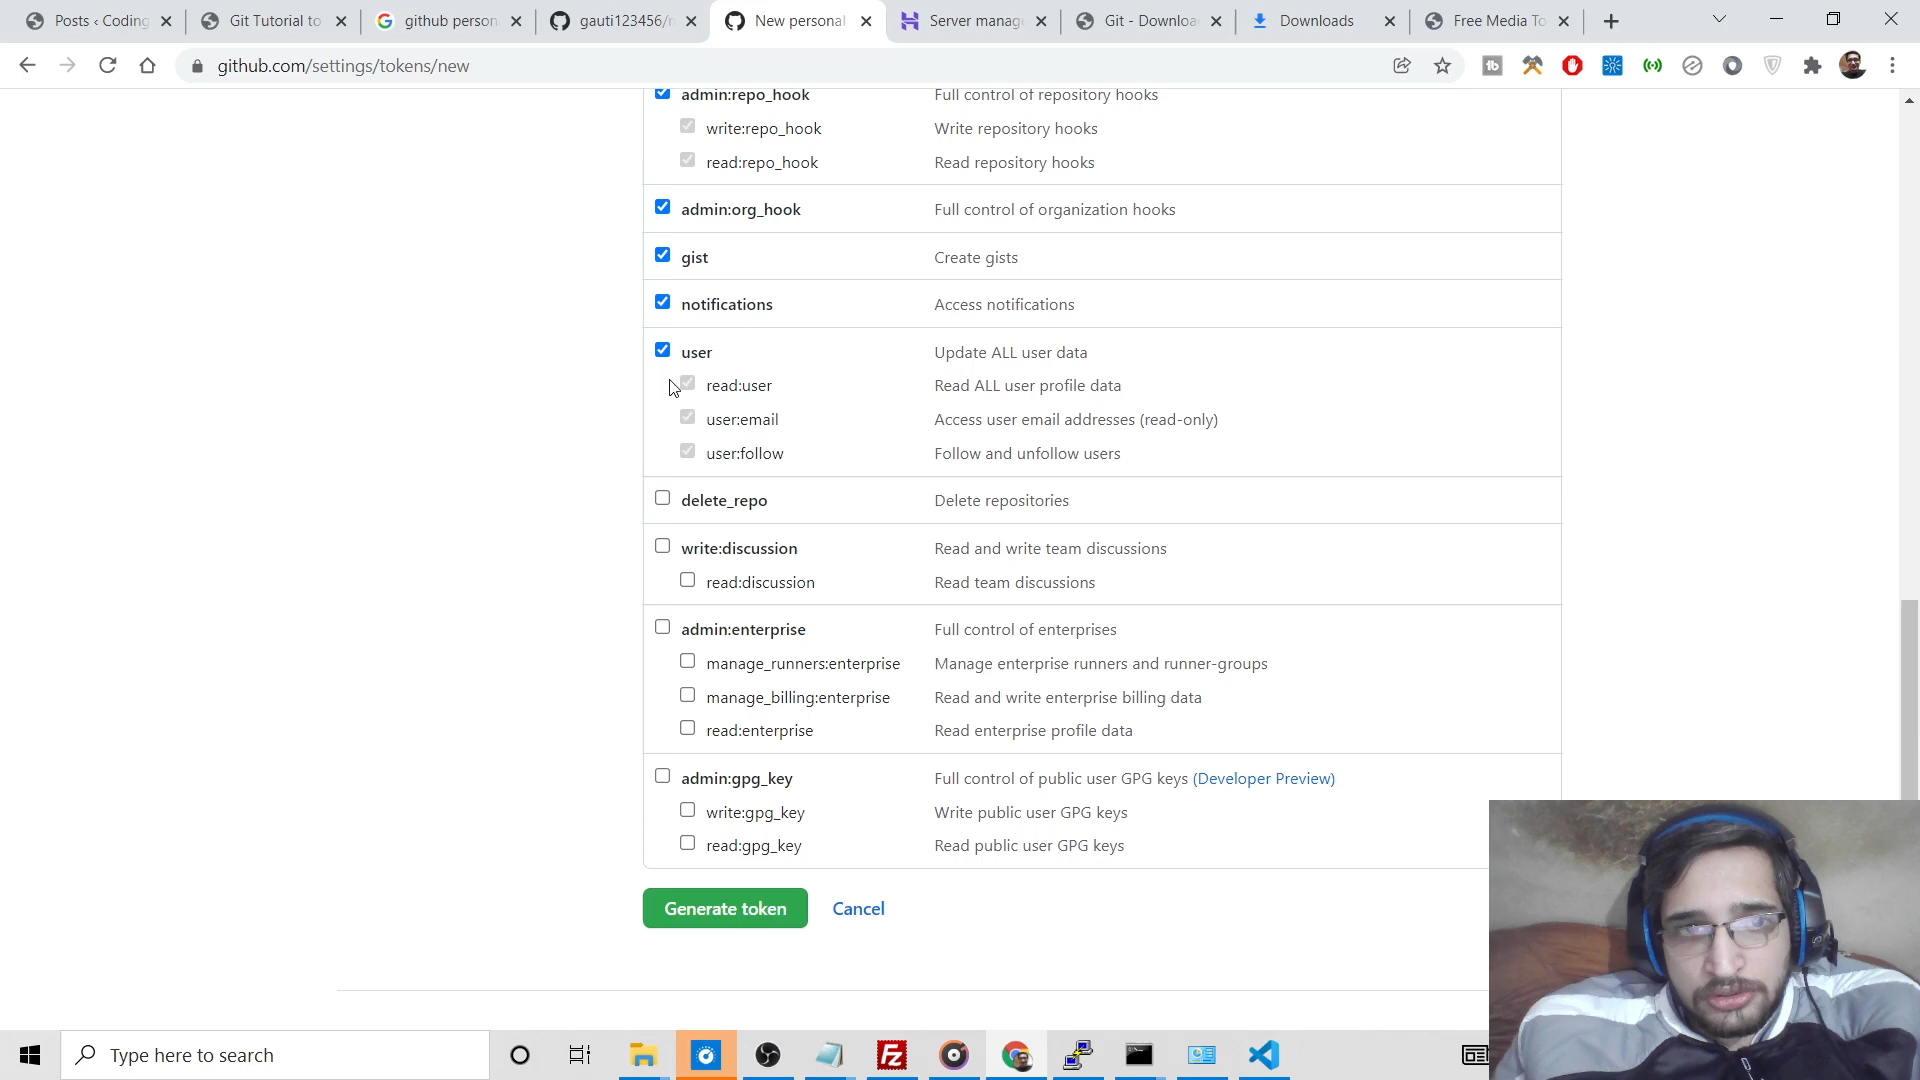 Posts ‹ Coding
Git Tutorial to
github person
gauti123456/
New personal
Server manag
Git - Downloa
Downloads
Free Media To
github.com/settings/tokens/new
admin:repo_hook Full control of repository hooks
write:repo_hook Write repository hooks
read:repo_hook Read repository hooks
admin:org_hook Full control of organization hooks
gist Create gists
notifications Access notifications
user Update ALL user data
read:user Read ALL user profile data
user:email Access user email addresses (read-only)
user:follow Follow and unfollow users
delete_repo Delete repositories
write:discussion Read and write team discussions
read:discussion Read team discussions
admin:enterprise Full control of enterprises
manage_runners:enterprise Manage enterprise runners and runner-groups
manage_billing:enterprise Read and write enterprise billing data
read:enterprise Read enterprise profile data
admin:gpg_key Full control of public user GPG keys (Developer Preview)
write:gpg_key Write public user GPG keys
read:gpg_key Read public user GPG keys
Generate token Cancel
Type here to search